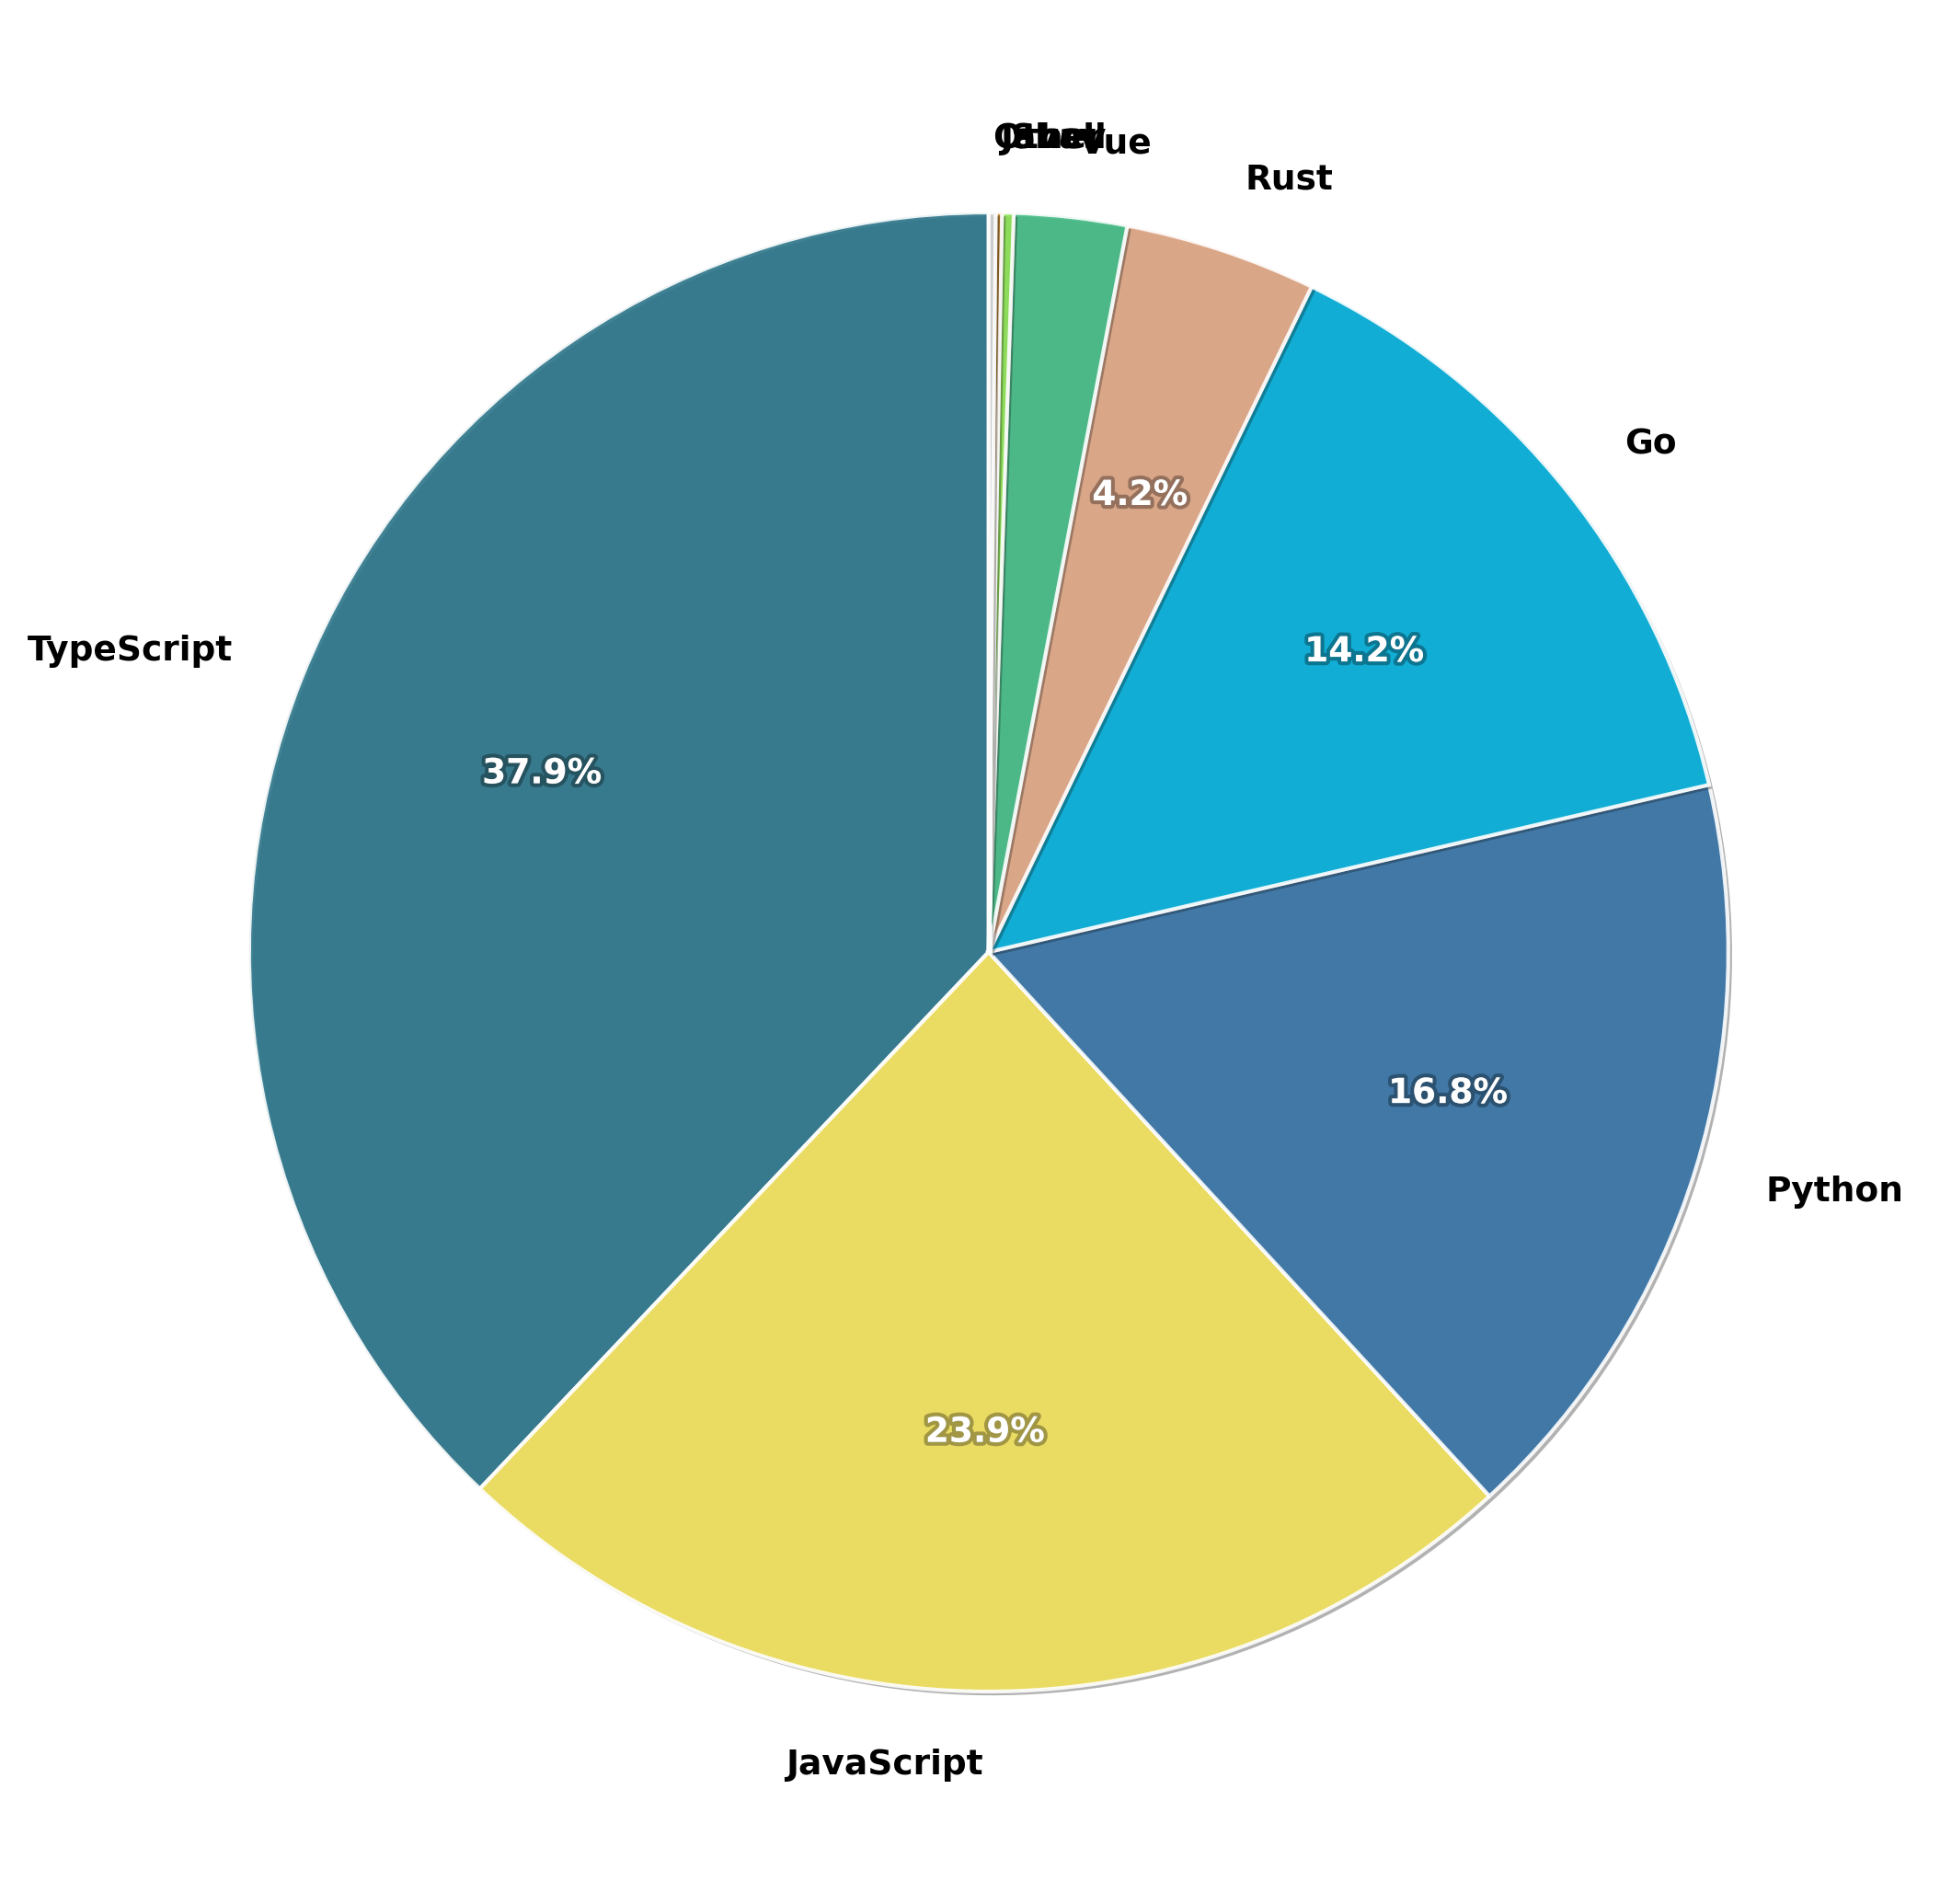 Vue
Rust
Go
4.2%
14.2%
TypeScript
37.9%
16.8%
Python
23.9%
JavaScript